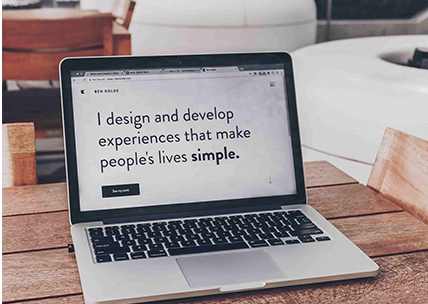 BEN KOLDE
I design and develop
experiences that make
people's lives simple.
See my work